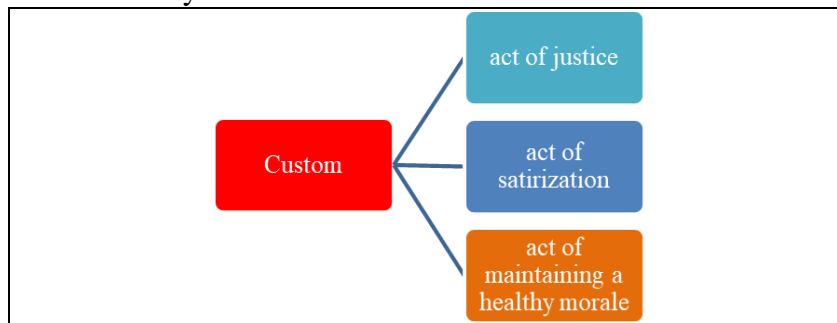 act of justice
Custom
act of
satirization
act of
maintaining a
healthy morale